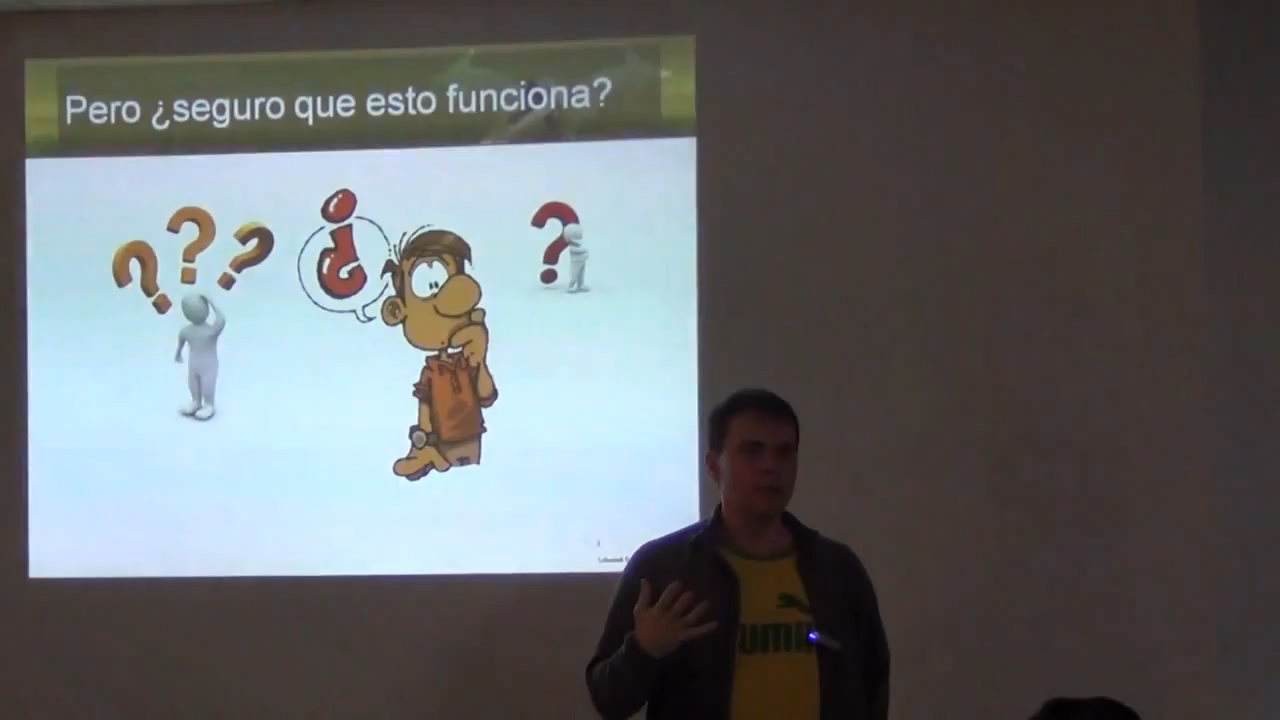 Pero ¿seguro que esto funciona?
? ? ?
¿
?